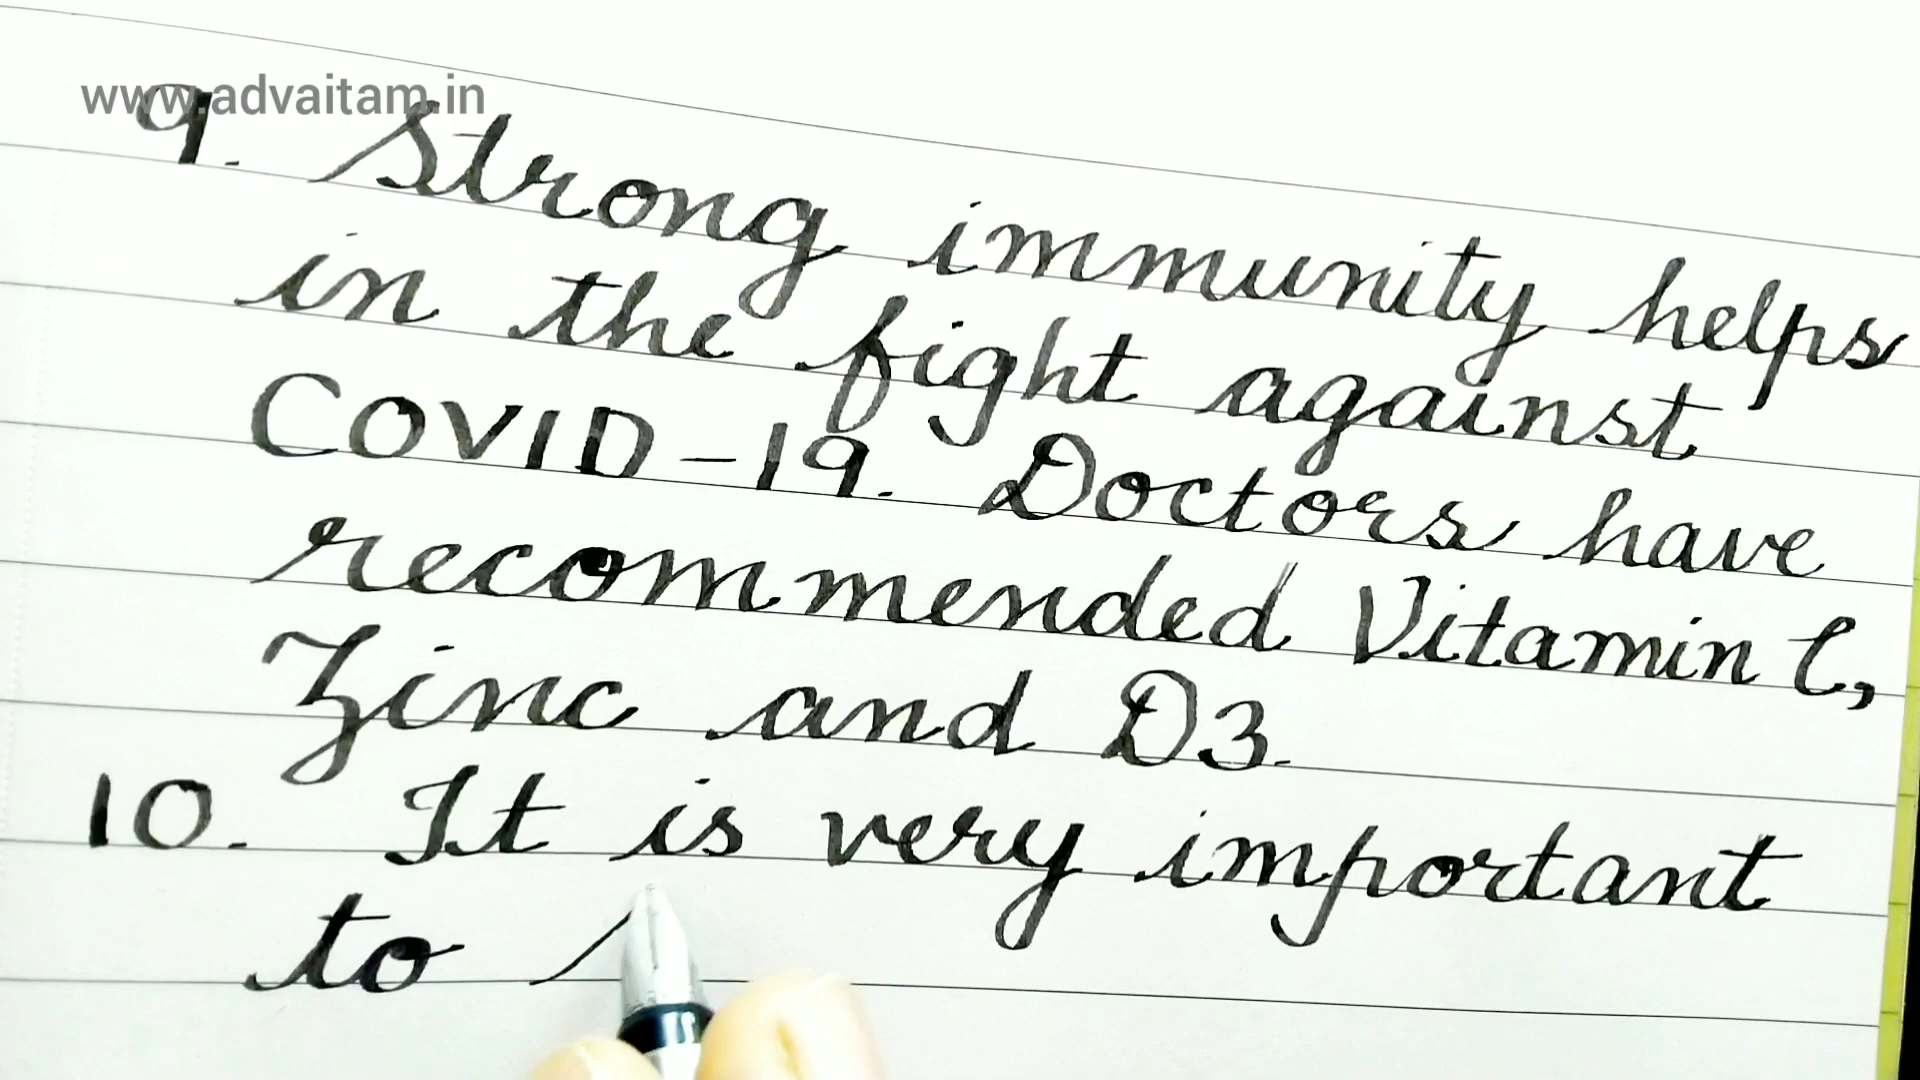 www.advaitam.in
9. Strong immunity helps
in the fight against
COVID-19. Doctors have
recommended Vitamin C,
Zinc and D3.
10. It is very important
to